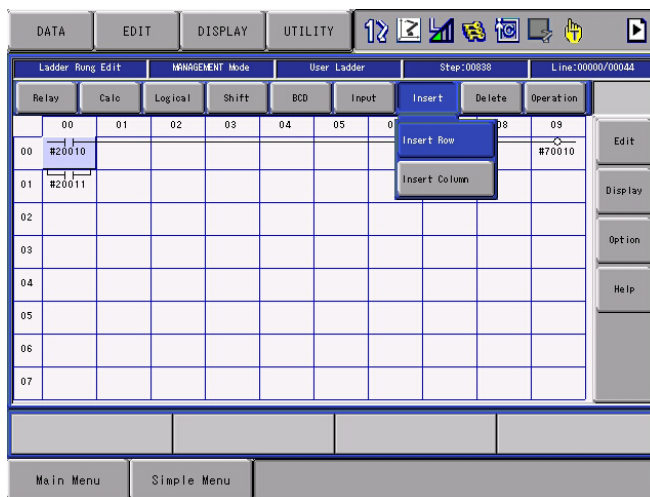 DATA EDIT DISPLAY UTILITY
Ladder Rung Edit MANAGEMENT Mode User Ladder Step:00838 Line:0000/00044
Relay Calc Logical Shift BCD Input Insert Delete Operation
00 01 02 03 04 05 0 08 09
Insert Row
Insert Column
00 #20010 #70010
01 #20011
02
03
04
05
06
07
Edit
Display
Option
Help
Main Menu Simple Menu